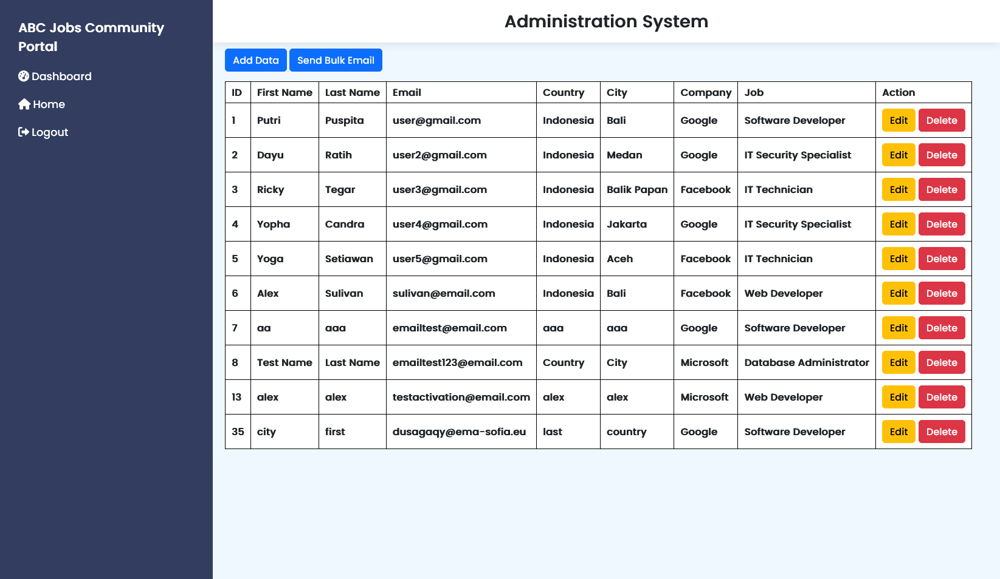 ABC Jobs Community
Portal
Dashboard
Home
Logout
Administration System
Add Data Send Bulk Email
ID First Name Last Name Email Country City Company Job Action
1 Putri Puspita user@gmail.com Indonesia Bali Google Software Developer Edit Delete
2 Dayu Ratih user2@gmail.com Indonesia Medan Google IT Security Specialist Edit Delete
3 Ricky Tegar user3@gmail.com Indonesia Balik Papan Facebook IT Technician Edit Delete
4 Yopha Candra user4@gmail.com Indonesia Jakarta Google IT Security Specialist Edit Delete
5 Yoga Setiawan user5@gmail.com Indonesia Aceh Facebook IT Technician Edit Delete
6 Alex Sulivan sulivan@email.com Indonesia Bali Facebook Web Developer Edit Delete
7 aa aaa emailtest@email.com aaa aaa Google Software Developer Edit Delete
8 Test Name Last Name emailtest123@email.com Country City Microsoft Database Administrator Edit Delete
13 alex alex testactivation@email.com alex alex Microsoft Web Developer Edit Delete
35 city first dusagaqy@ema-sofia.eu last country Google Software Developer Edit Delete